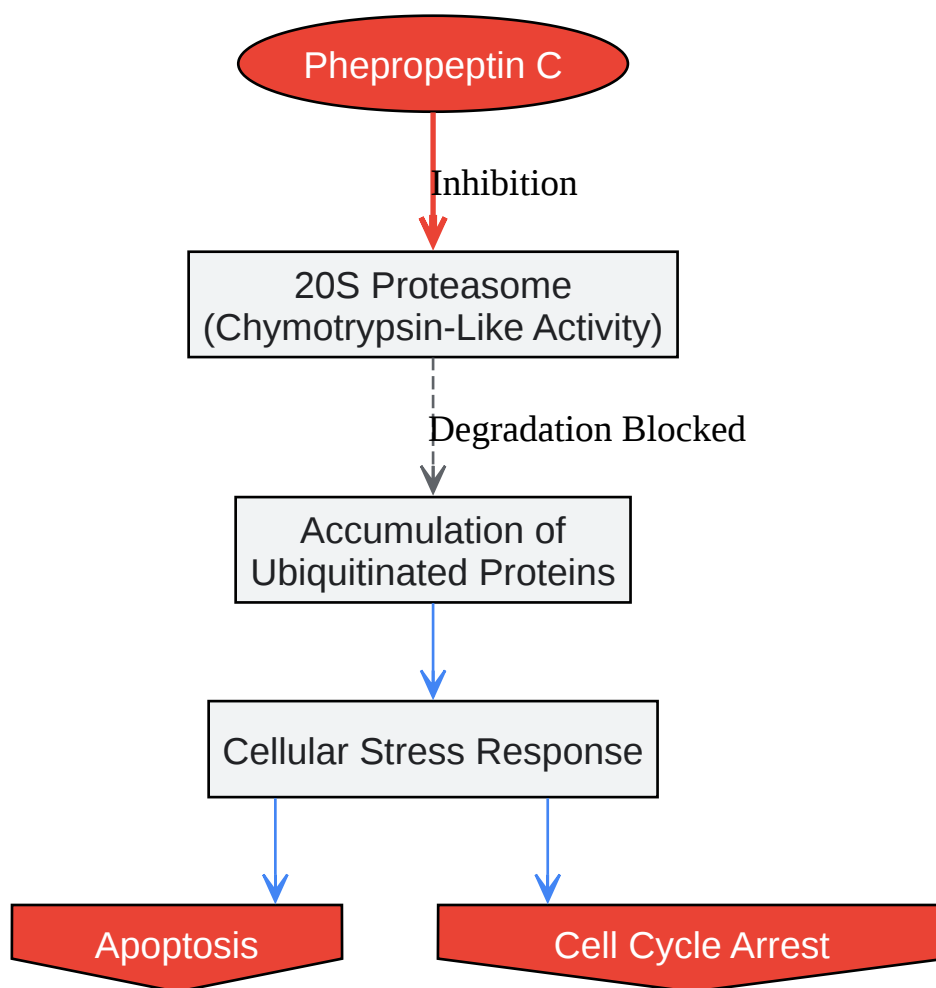 Phepropeptin C
Inhibition
20S Proteasome
(Chymotrypsin-Like Activity)
Degradation Blocked
Accumulation of
Ubiquitinated Proteins
Cellular Stress Response
Apoptosis
Cell Cycle Arrest